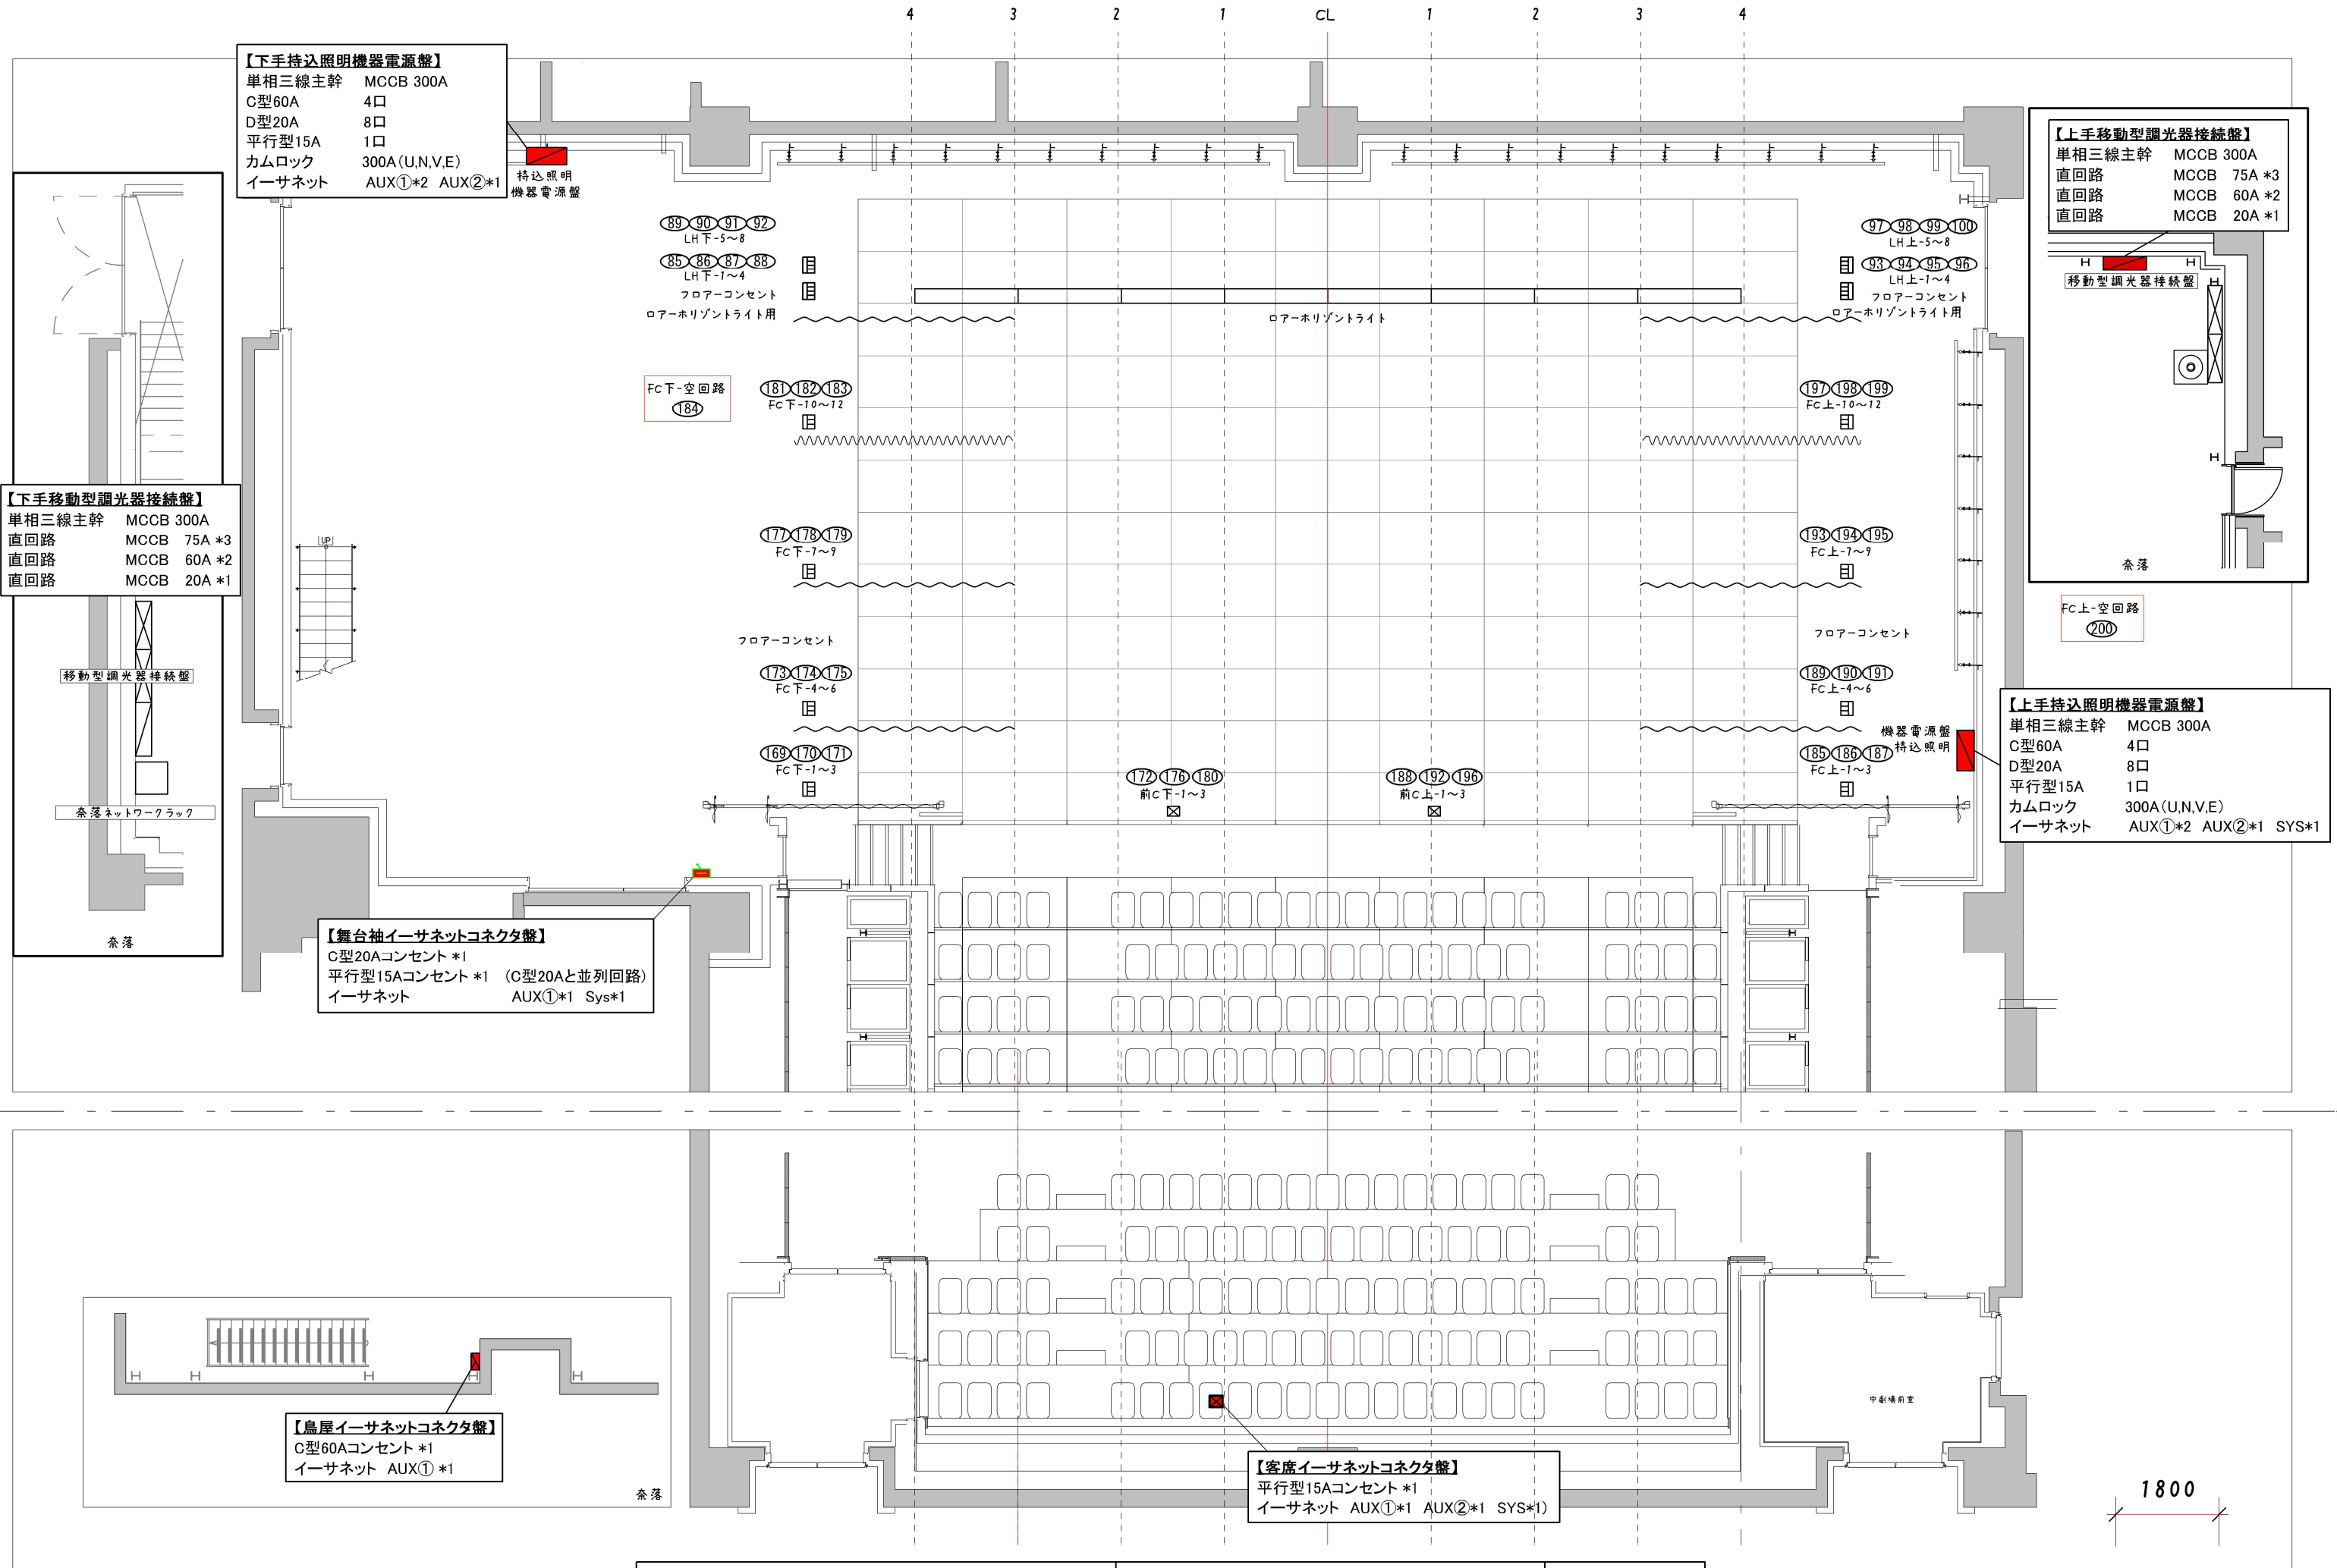 4 3 2 1 CL 1 2 3 4
【下手持込照明機器電源盤】
単相三線主幹 MCCB 300A
C型60A 4口
D型20A 8口
平行型15A 1口
カムロック 300A(U,N,V,E)
イーサネット AUX①*2 AUX②*1
持込照明
機器電源盤
【上手移動型調光器接続盤】
単相三線主幹 MCCB 300A
直回路 MCCB 75A *3
直回路 MCCB 60A *2
直回路 MCCB 20A *1
移動型調光器接続盤
奈落
89 90 91 92
LH下-5～8
85 86 87 88
LH下-1～4
フロアーコンセント
ロアーホリゾントライト用
ロアーホリゾントライト
97 98 99 100
LH上-5～8
93 94 95 96
LH上-1～4
フロアーコンセント
ロアーホリゾントライト用
FC下-空回路
184
181 182 183
FC下-10～12
197 198 199
FC上-10～12
【下手移動型調光器接続盤】
単相三線主幹 MCCB 300A
直回路 MCCB 75A *3
直回路 MCCB 60A *2
直回路 MCCB 20A *1
移動型調光器接続盤
奈落ネットワークラック
奈落
UP
177 178 179
FC下-7～9
193 194 195
FC上-7～9
FC上-空回路
200
フロアーコンセント
フロアーコンセント
173 174 175
FC下-4～6
189 190 191
FC上-4～6
機器電源盤
持込照明
【上手持込照明機器電源盤】
単相三線主幹 MCCB 300A
C型60A 4口
D型20A 8口
平行型15A 1口
カムロック 300A(U,N,V,E)
イーサネット AUX①*2 AUX②*1 SYS*1
169 170 171
FC下-1～3
172 176 180
前C下-1～3
188 192 196
前C上-1～3
185 186 187
FC上-1～3
【舞台袖イーサネットコネクタ盤】
C型20Aコンセント *1
平行型15Aコンセント *1 (C型20Aと並列回路)
イーサネット AUX①*1 Sys*1
【鳥屋イーサネットコネクタ盤】
C型60Aコンセント *1
イーサネット AUX① *1
奈落
【客席イーサネットコネクタ盤】
平行型15Aコンセント *1
イーサネット AUX①*1 AUX②*1 SYS*1)
中劇場前室
1800